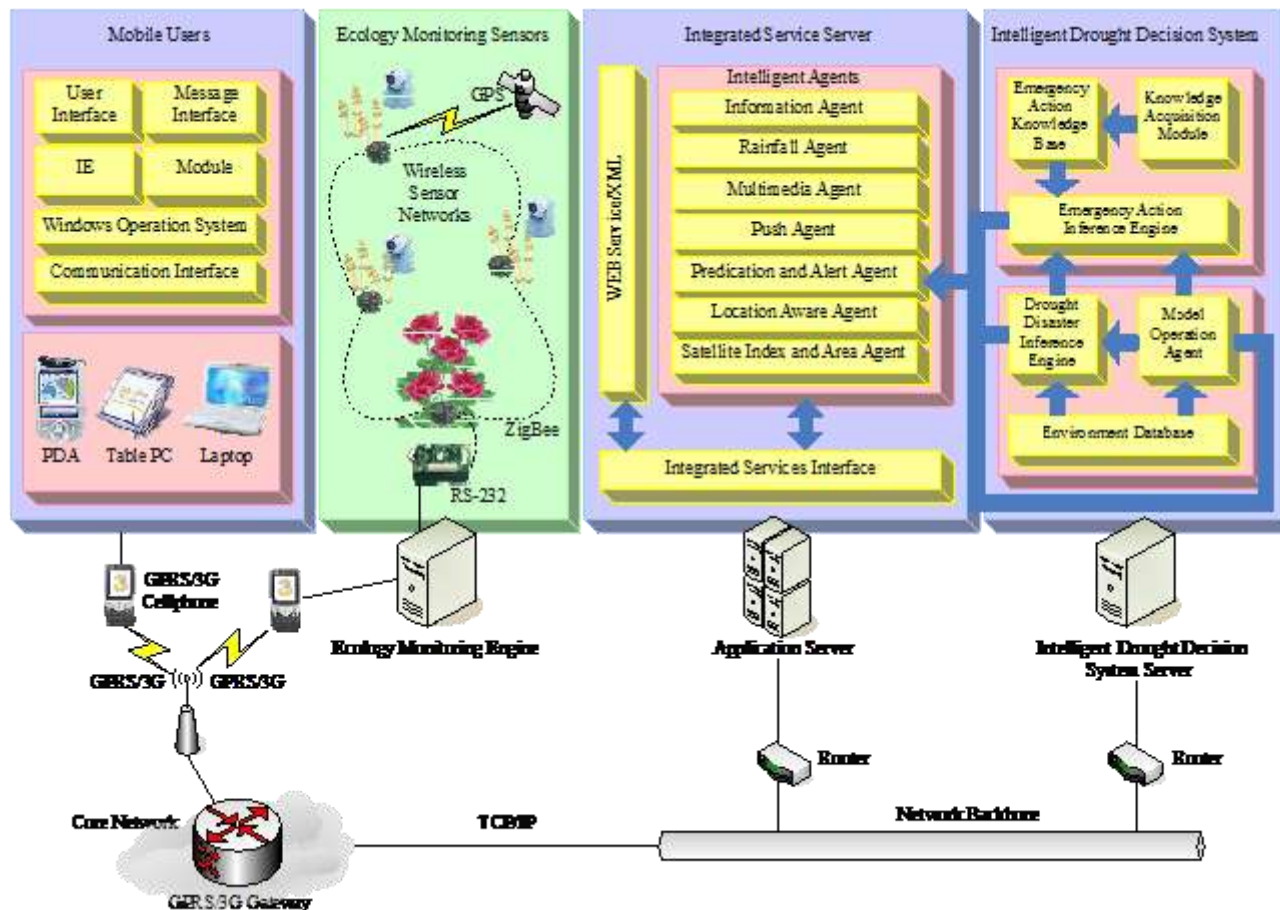 Mobile Users
User
Interface
Message
Interface
IE
Module
Windows Operation System
Communication Interface
PDA
Table PC
Laptop
Ecology Monitoring Sensors
GPS
Wireless
Sensor
Networks
ZigBee
RS-232
Integrated Service Server
WEB Service/XML
Intelligent Agents
Information Agent
Rainfall Agent
Multimedia Agent
Push Agent
Predication and Alert Agent
Location Aware Agent
Satellite Index and Area Agent
Integrated Services Interface
Intelligent Drought Decision System
Emergency
Action
Knowledge
Base
Knowledge
Acquisition
Module
Emergency Action
Inference Engine
Drought
Disaster
Inference
Engine
Model
Operation
Agent
Environment Database
GPRS/3G
Cellphone
3
3
Ecology Monitoring Engine
Application Server
Intelligent Drought Decision
System Server
GPRS/3G
GPRS/3G
Router
Router
Core Network
TCP/IP
Network Backbone
GPRS/3G Gateway